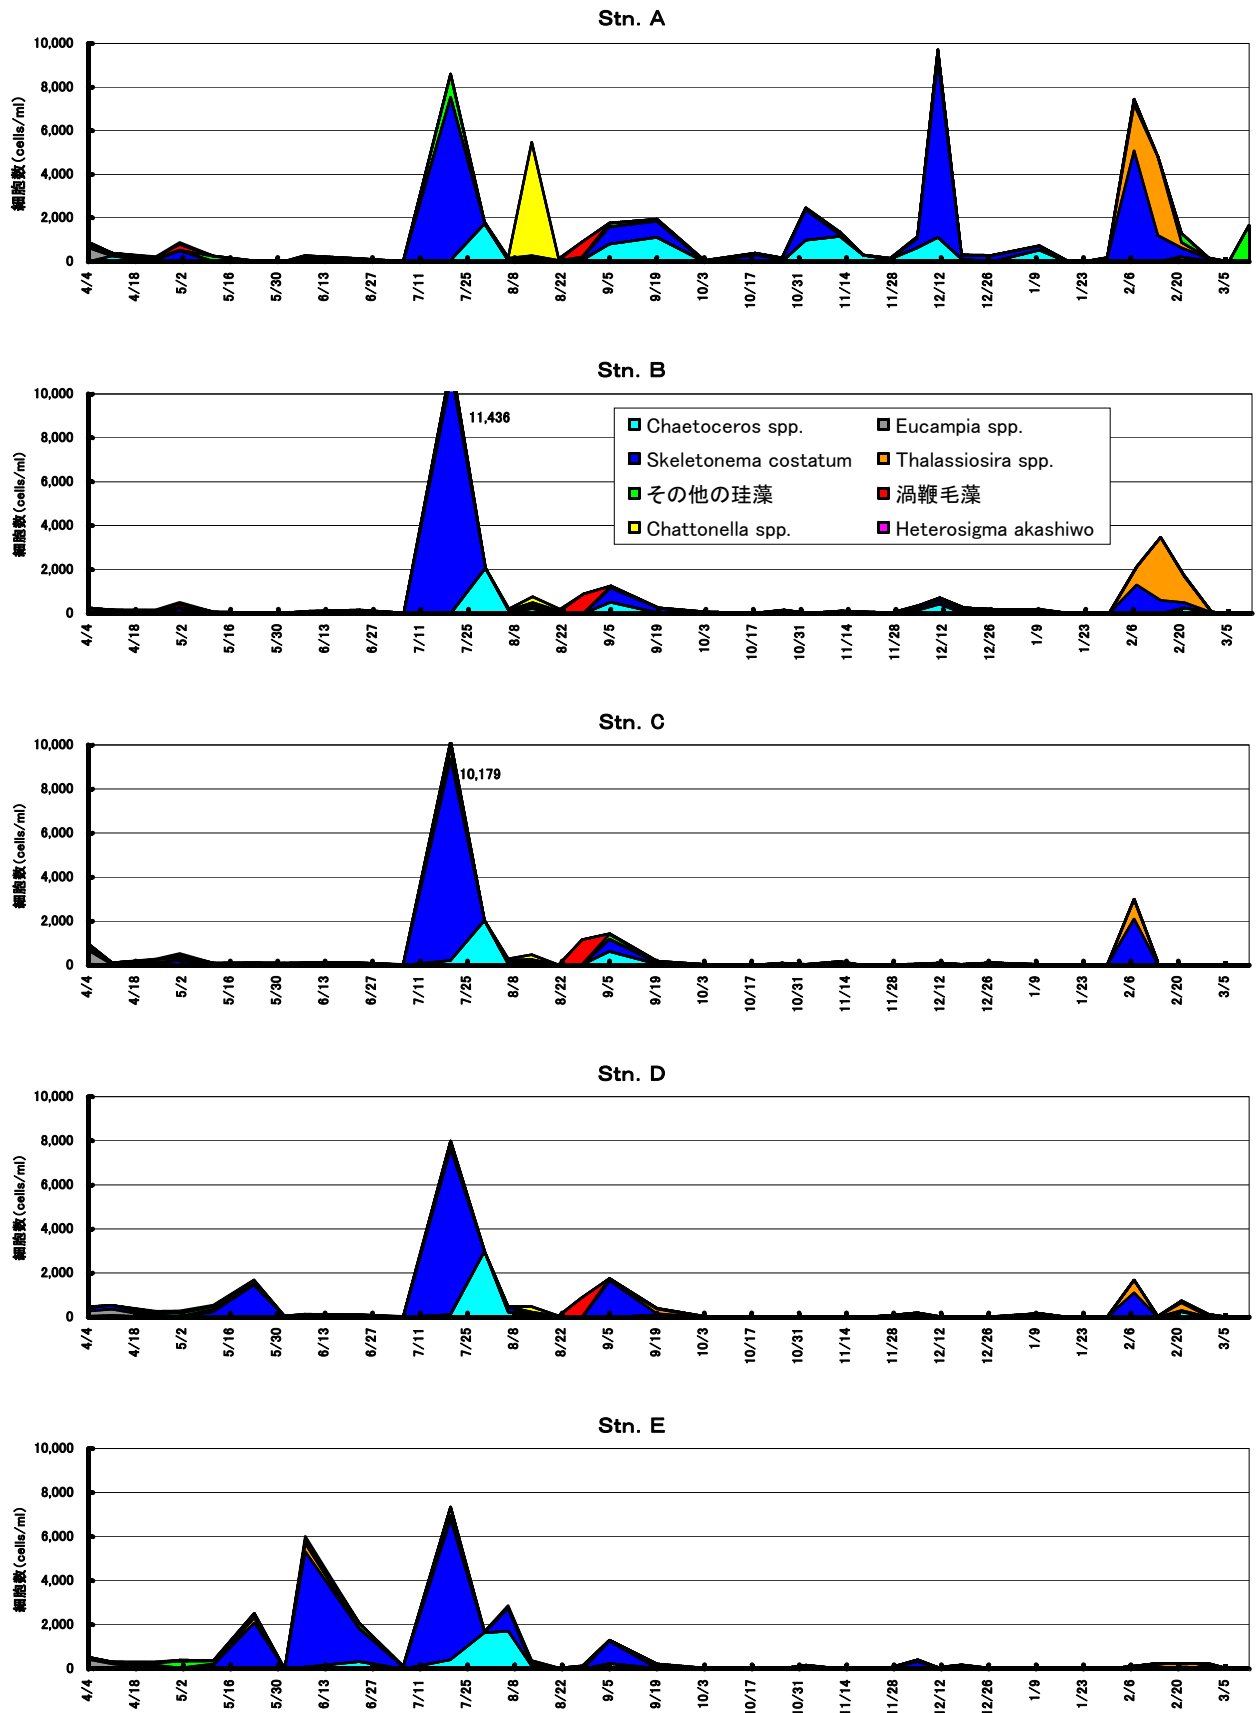 Stn. A
10,000
8,000
6,000
4,000
2,000
0
細胞数(cells/ml)
4/4 4/18 5/2 5/16 5/30 6/13 6/27 7/11 7/25 8/8 8/22 9/5 9/19 10/3 10/17 10/31 11/14 11/28 12/12 12/26 1/9 1/23 2/6 2/20 3/5
Stn. B
10,000
8,000
6,000
4,000
2,000
0
細胞数(cells/ml)
11,436
Chaetoceros spp. Eucampia spp.
Skeletonema costatum Thalassiosira spp.
その他の珪藻 渦鞭毛藻
Chattonella spp. Heterosigma akashiwo
4/4 4/18 5/2 5/16 5/30 6/13 6/27 7/11 7/25 8/8 8/22 9/5 9/19 10/3 10/17 10/31 11/14 11/28 12/12 12/26 1/9 1/23 2/6 2/20 3/5
Stn. C
10,000
8,000
6,000
4,000
2,000
0
細胞数(cells/ml)
10,179
4/4 4/18 5/2 5/16 5/30 6/13 6/27 7/11 7/25 8/8 8/22 9/5 9/19 10/3 10/17 10/31 11/14 11/28 12/12 12/26 1/9 1/23 2/6 2/20 3/5
Stn. D
10,000
8,000
6,000
4,000
2,000
0
細胞数(cells/ml)
4/4 4/18 5/2 5/16 5/30 6/13 6/27 7/11 7/25 8/8 8/22 9/5 9/19 10/3 10/17 10/31 11/14 11/28 12/12 12/26 1/9 1/23 2/6 2/20 3/5
Stn. E
10,000
8,000
6,000
4,000
2,000
0
細胞数(cells/ml)
4/4 4/18 5/2 5/16 5/30 6/13 6/27 7/11 7/25 8/8 8/22 9/5 9/19 10/3 10/17 10/31 11/14 11/28 12/12 12/26 1/9 1/23 2/6 2/20 3/5